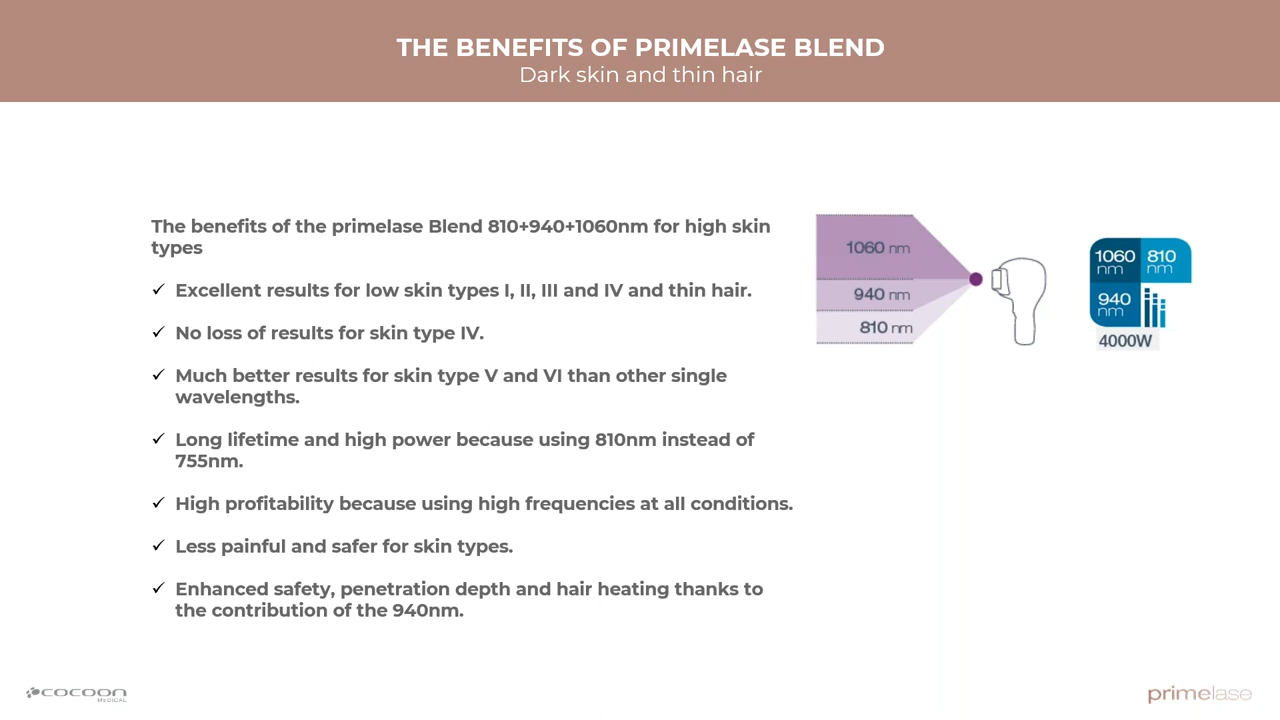 THE BENEFITS OF PRIMELASE BLEND
Dark skin and thin hair
The benefits of the primelase Blend 810+940+1060nm for high skin
types
✓ Excellent results for low skin types I, II, III and IV and thin hair.
✓ No loss of results for skin type IV.
✓ Much better results for skin type V and VI than other single
wavelengths.
✓ Long lifetime and high power because using 810nm instead of
755nm.
✓ High profitability because using high frequencies at all conditions.
✓ Less painful and safer for skin types.
✓ Enhanced safety, penetration depth and hair heating thanks to
the contribution of the 940nm.
1060 nm
940 nm
810 nm
1060 810
nm nm
940
nm
4000W
COCOON
MEDICAL
primelase